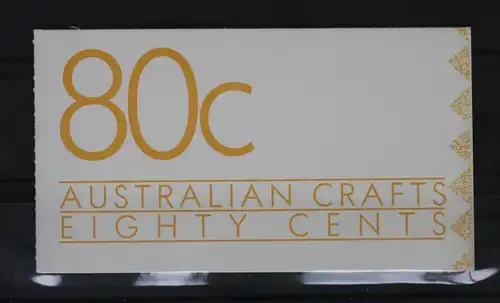 80c
AUSTRALIAN CRAFTS
EIGHTY CENTS